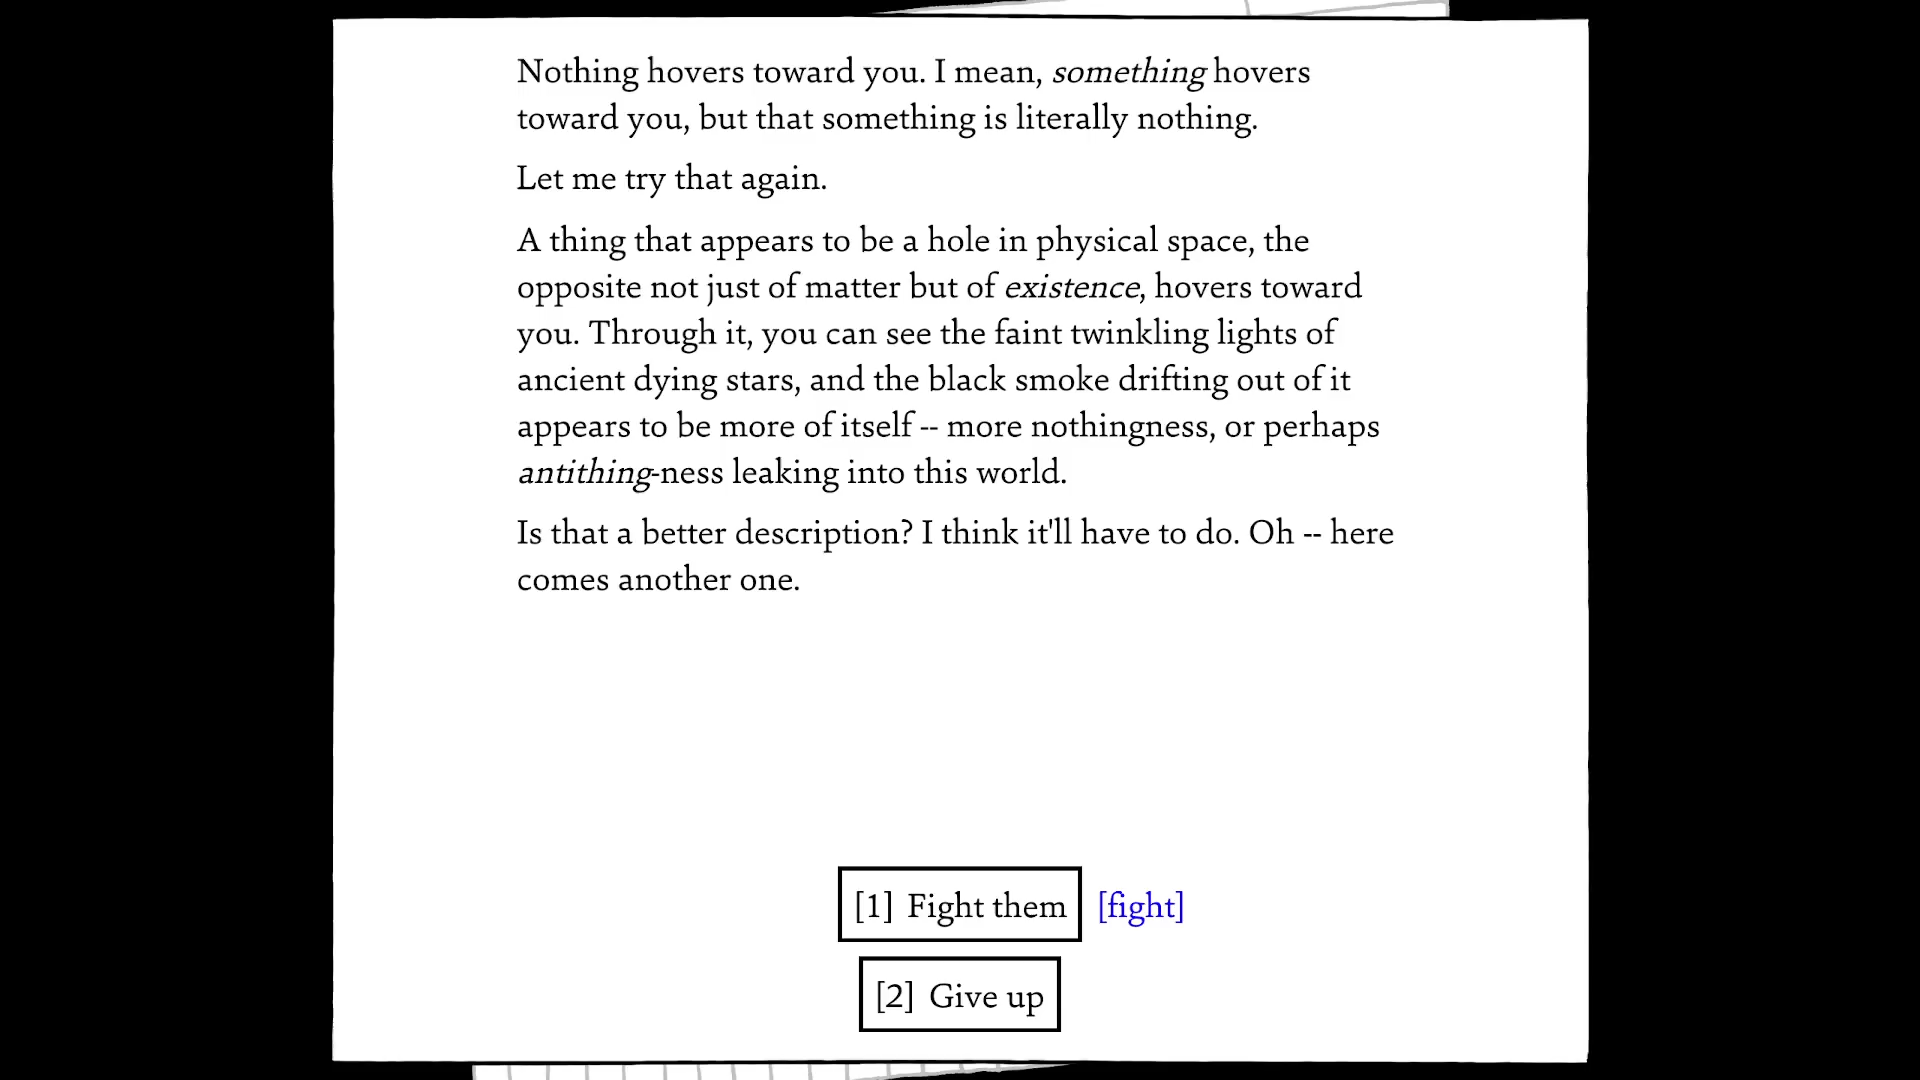 Nothing hovers toward you. I mean, something hovers
toward you, but that something is literally nothing.
Let me try that again.
A thing that appears to be a hole in physical space, the
opposite not just of matter but of existence, hovers toward
you. Through it, you can see the faint twinkling lights of
ancient dying stars, and the black smoke drifting out of it
appears to be more of itself -- more nothingness, or perhaps
antithing-ness leaking into this world.
Is that a better description? I think it'll have to do. Oh -- here
comes another one.
[1] Fight them [fight]
[2] Give up